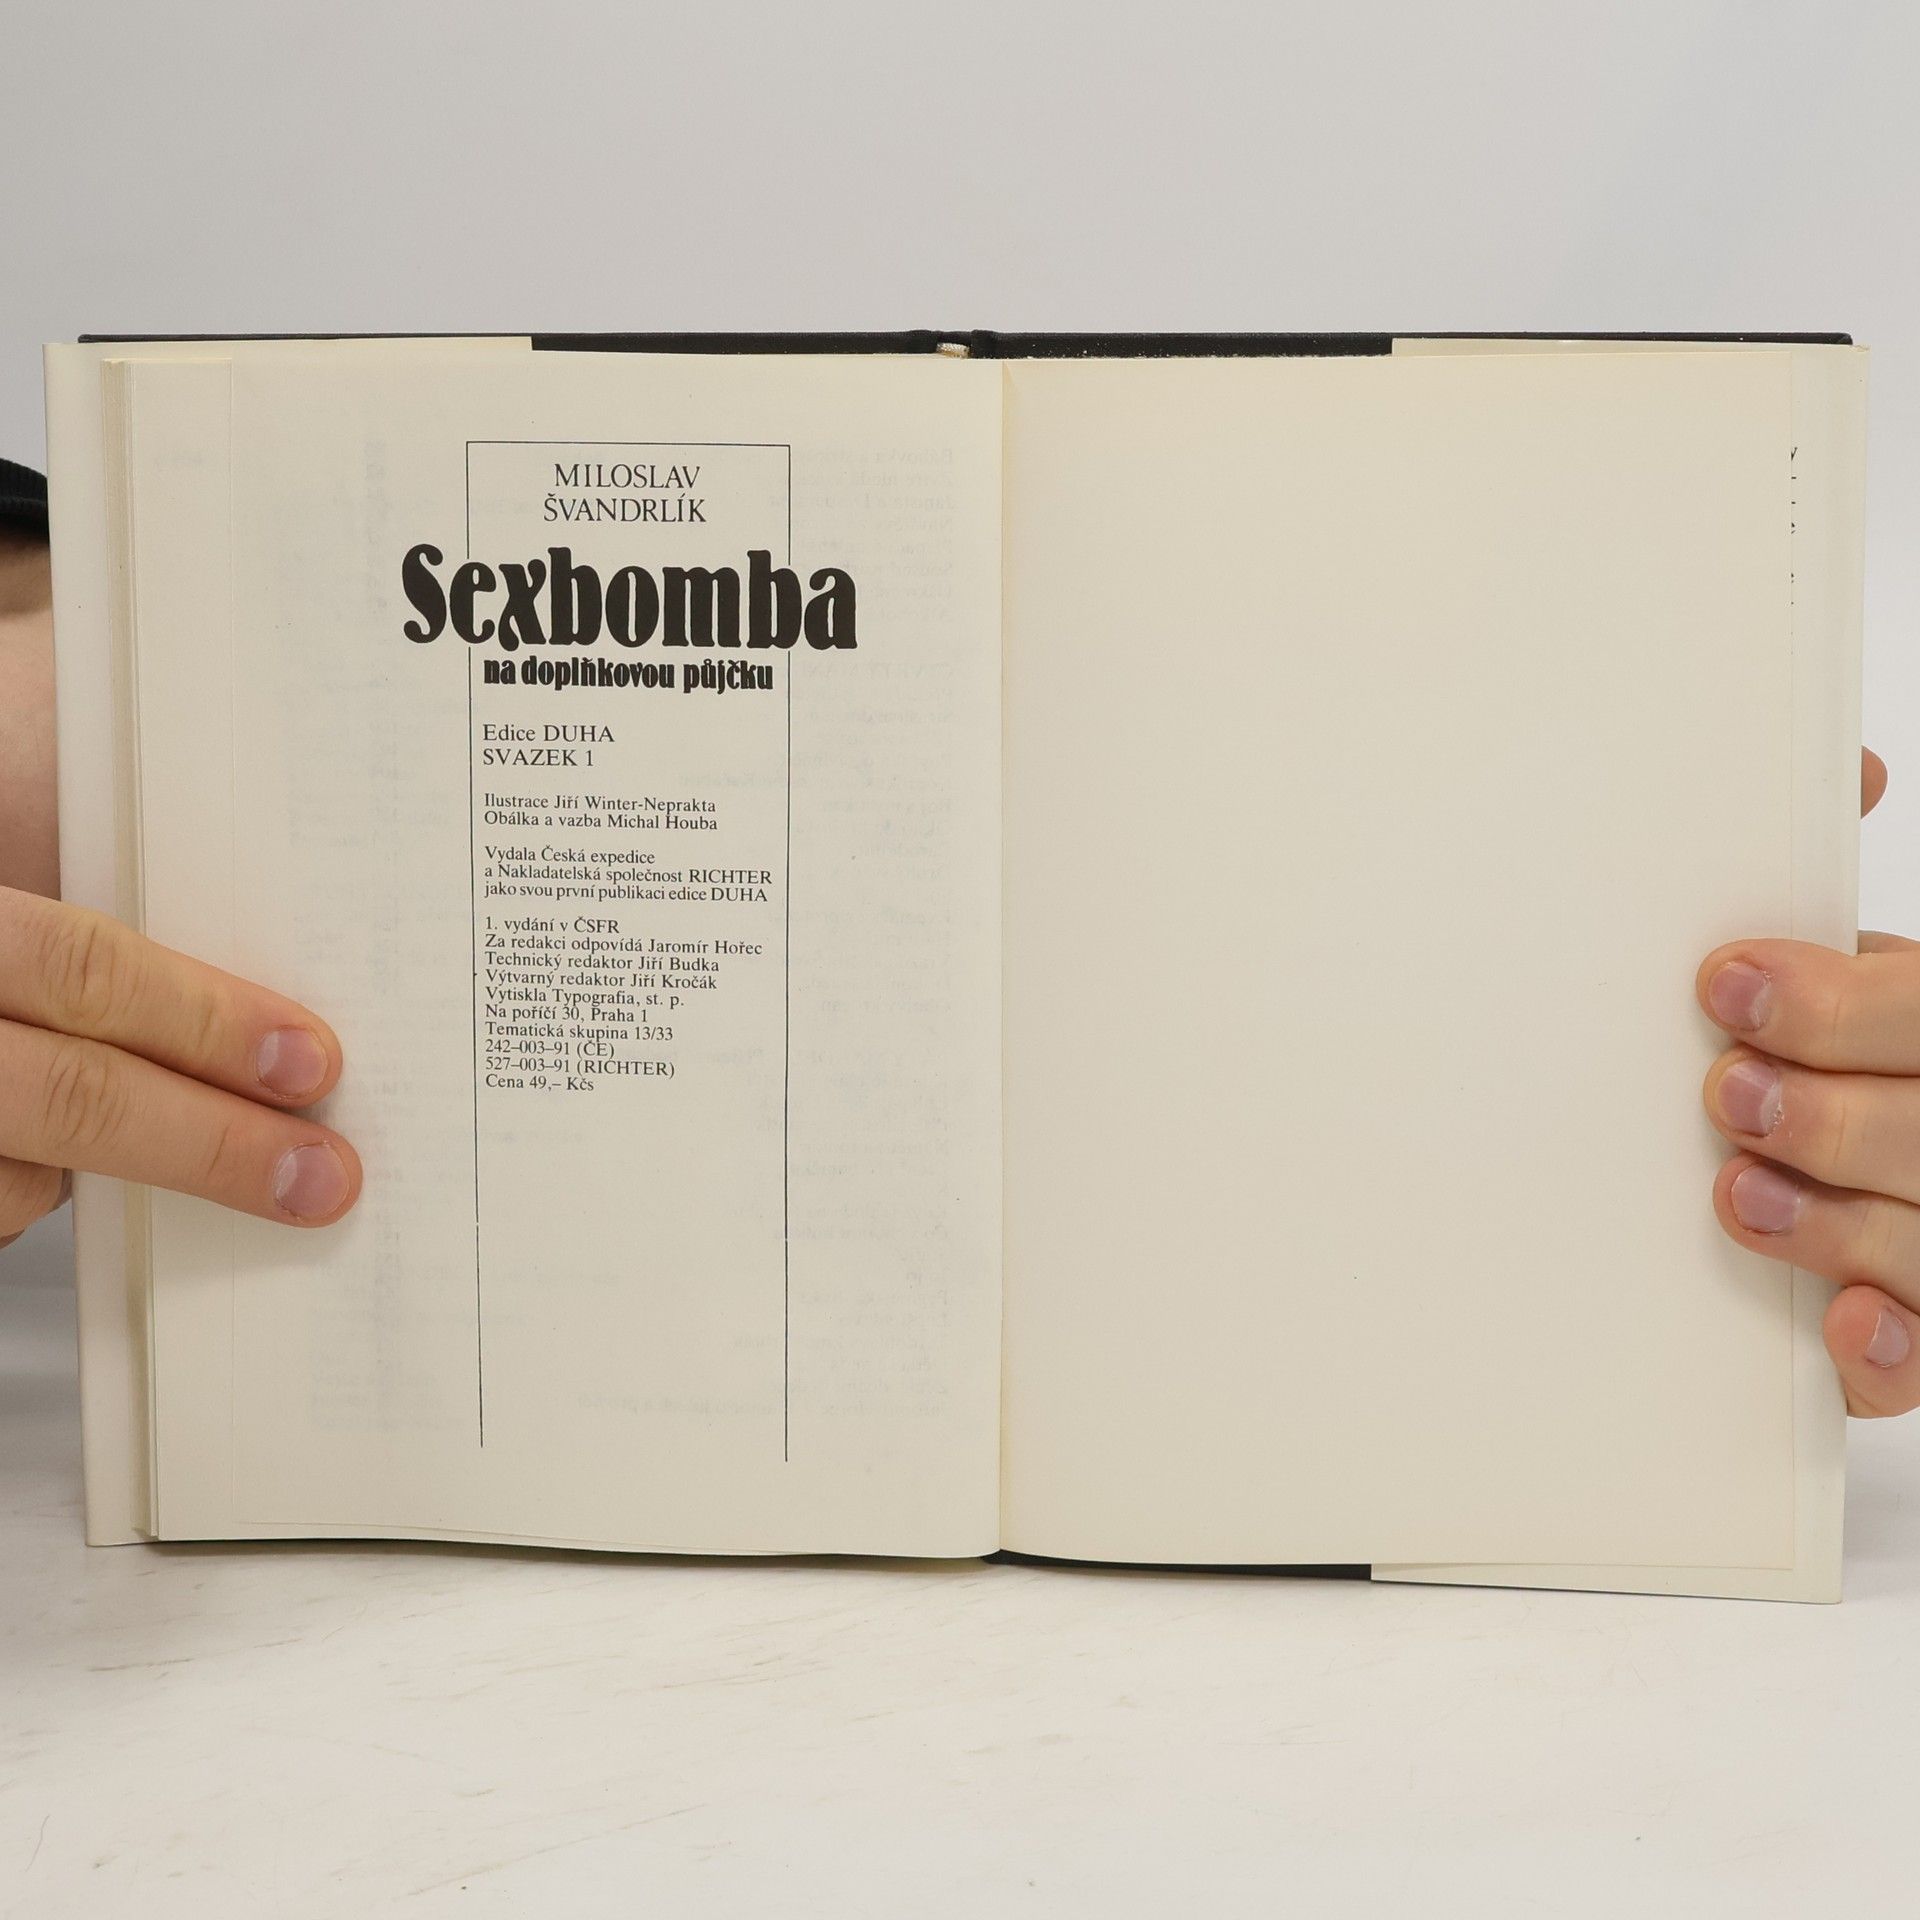 MILOSLAV
ŠVANDRLÍK
Sexbomba
na doplňkovou půjčku
Edice DUHA
SVAZEK 1
Ilustrace Jiří Winter-Neprakta
Obálka a vazba Michal Houba
Vydala Česká expedice
a Nakladatelská společnost RICHTER
jako svou první publikaci edice DUHA
1. vydání v ČSFR
Za redakci odpovídá Jaromír Hořec
Technický redaktor Jiří Budka
Výtvarný redaktor Jiří Kročák
Vytiskla Typografia, st. p.
Na poříčí 30, Praha 1
Tematická skupina 13/33
242–003–91 (ČE)
527–003–91 (RICHTER)
Cena 49,– Kčs